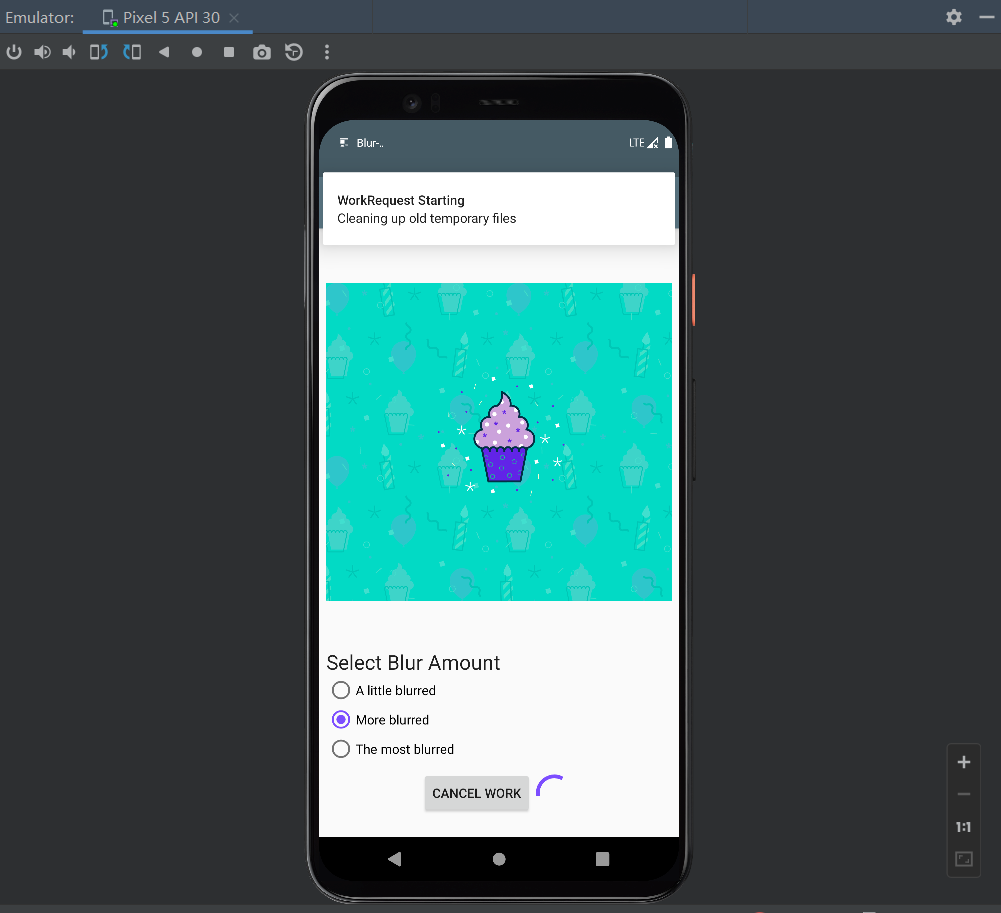 Emulator: Pixel 5 API 30
Blur-.. LTE
WorkRequest Starting
Cleaning up old temporary files
Select Blur Amount
A little blurred
More blurred
The most blurred
CANCEL WORK
1:1